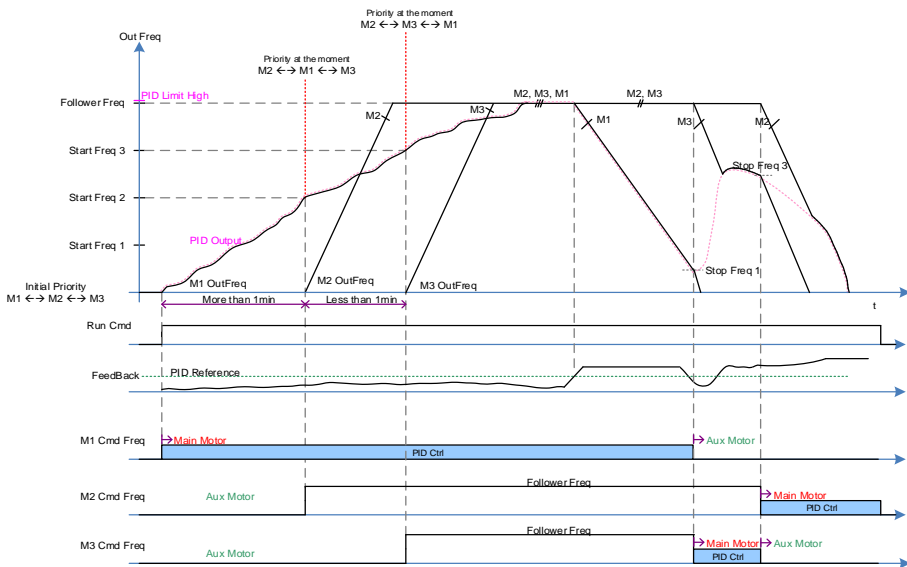 Priority at the moment
M2 ←→ M3 ←→ M1
Out Freq
Priority at the moment
M2 ←→ M1 ←→ M3
PID Limit High
Follower Freq
M2, M3, M1
M2, M3
M2
M3
M1
M3
M2
Start Freq 3
Stop Freq 3
Start Freq 2
Start Freq 1
PID Output
Stop Freq 1
Initial Priority
M1 ←→ M2 ←→ M3
M1 OutFreq
M2 OutFreq
M3 OutFreq
More than 1min
Less than 1min
t
Run Cmd
FeedBack
PID Reference
M1 Cmd Freq
Main Motor
Aux Motor
PID Ctrl
M2 Cmd Freq
Aux Motor
Follower Freq
Main Motor
PID Ctrl
M3 Cmd Freq
Aux Motor
Follower Freq
Main Motor
Aux Motor
PID Ctrl